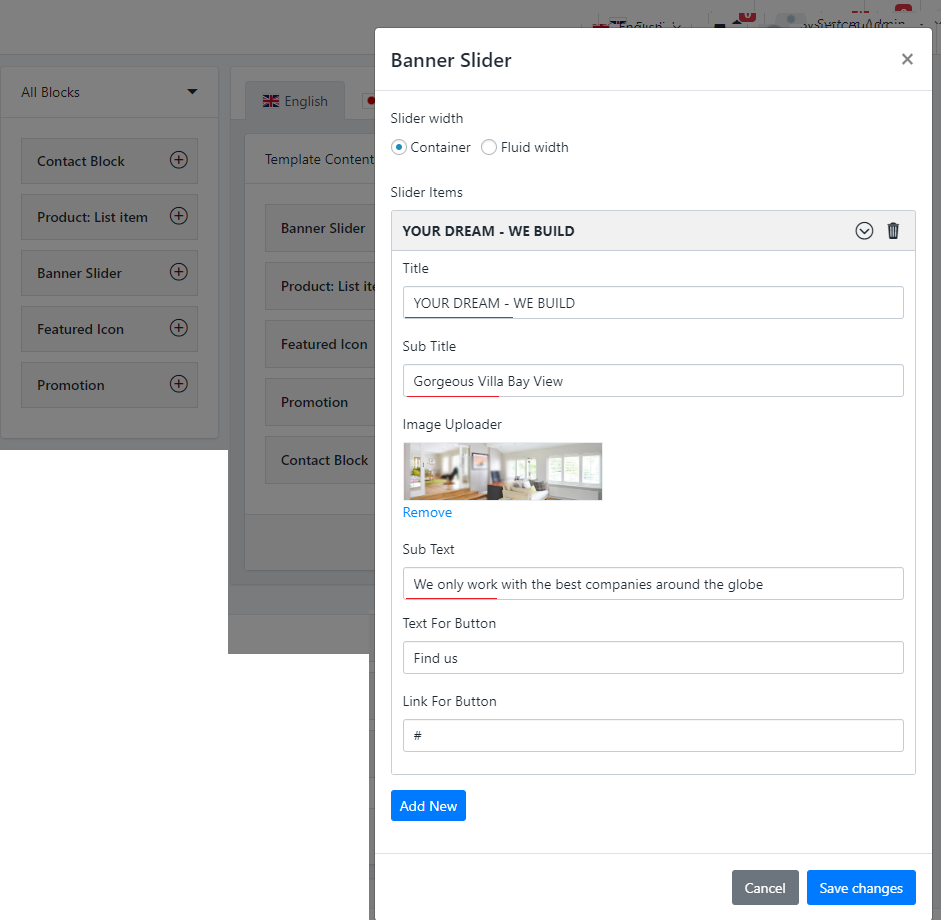 English
System Admin
All Blocks
Contact Block
Product: List item
Banner Slider
Featured Icon
Promotion
English
Template Content
Banner Slider
Product: List ite
Featured Icon
Promotion
Contact Block
Banner Slider
×
Slider width
Container Fluid width
Slider Items
YOUR DREAM - WE BUILD
Title
YOUR DREAM - WE BUILD
Sub Title
Gorgeous Villa Bay View
Image Uploader
Remove
Sub Text
We only work with the best companies around the globe
Text For Button
Find us
Link For Button
#
Add New
Cancel Save changes